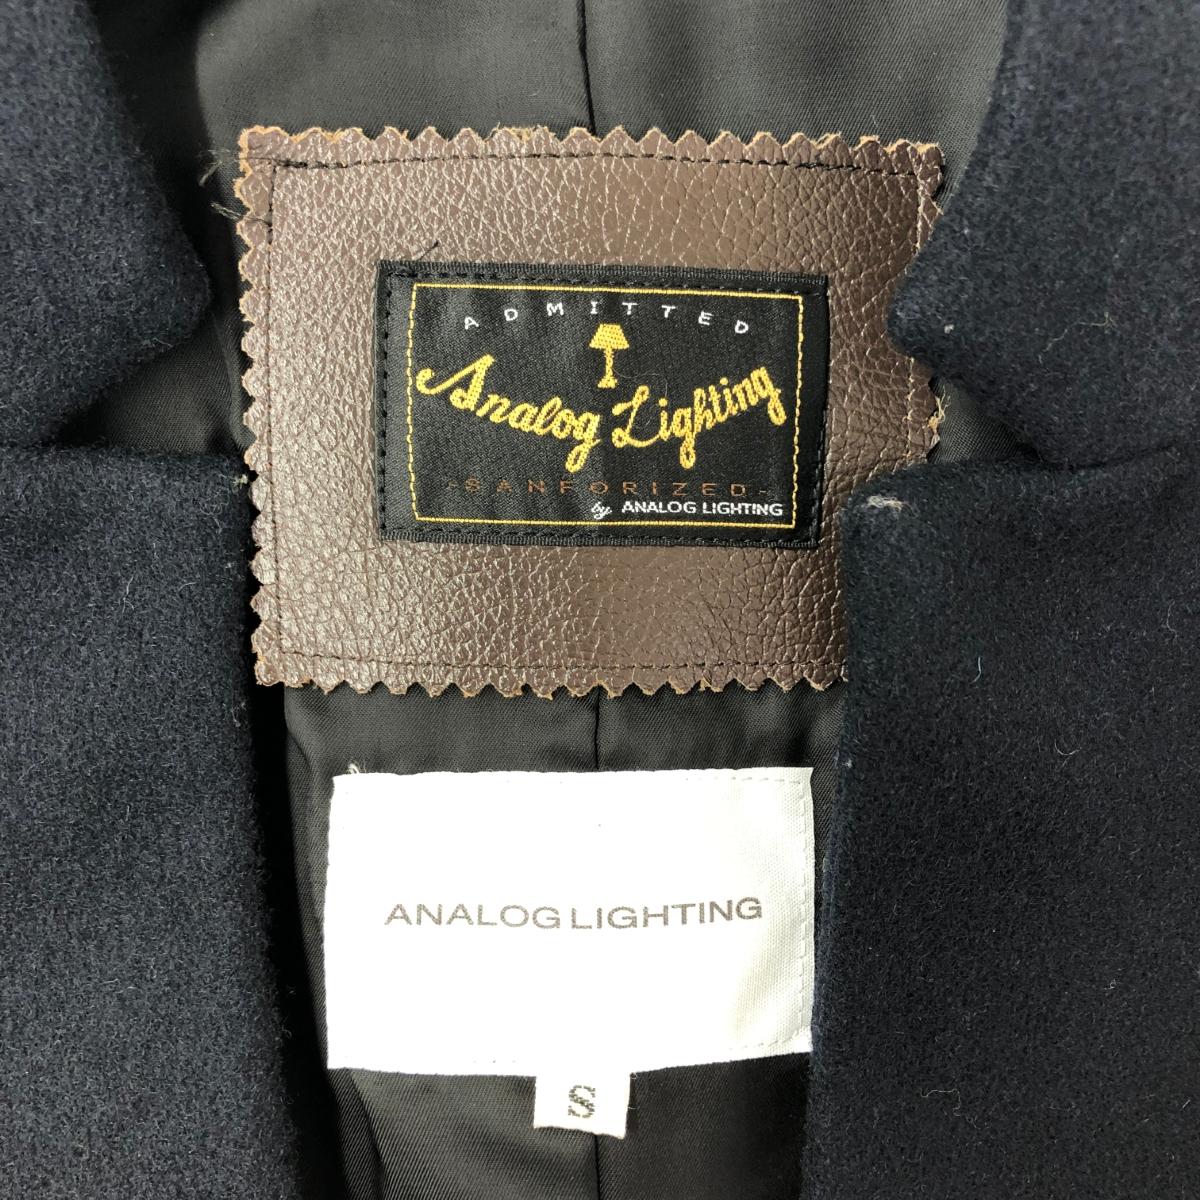 ADMITTED
Analog Lighting
-SANFORIZED-
by ANALOG LIGHTING
ANALOG LIGHTING
S